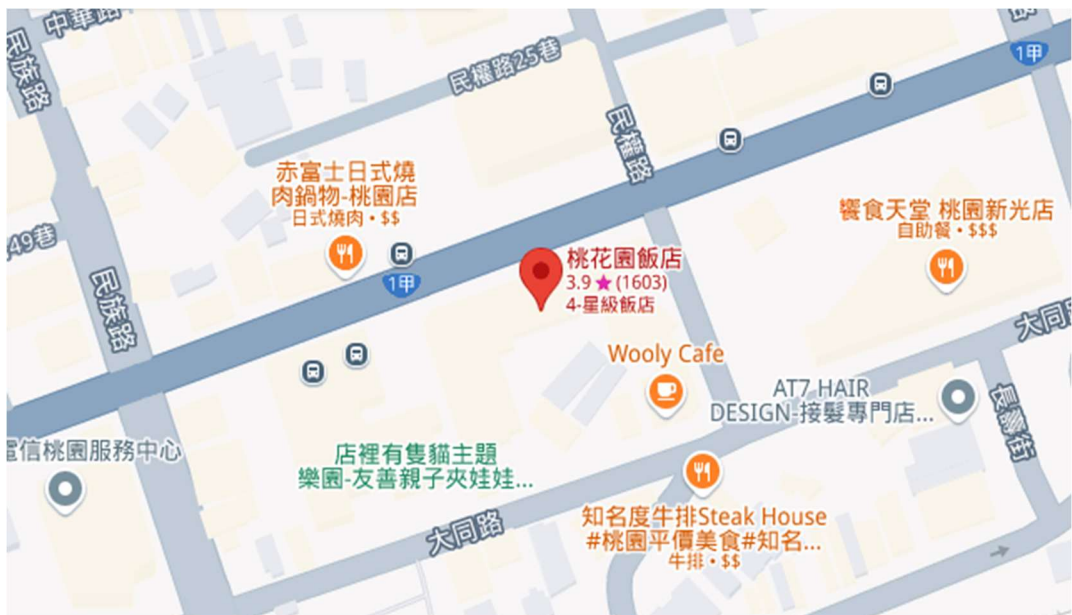 中華路
民族路
民權路25巷
1甲
民權路
赤富士日式燒
肉鍋物-桃園店
日式燒肉・$$
饗食天堂 桃園新光店
自助餐・$$$
49巷
桃花園飯店
3.9★(1603)
4-星級飯店
1甲
民族路
大同路
Wooly Cafe
AT7 HAIR
DESIGN-接髮專門店...
長壽街
電信桃園服務中心
店裡有隻貓主題
樂園-友善親子夾娃娃...
大同路
知名度牛排Steak House
#桃園平價美食#知名...
牛排・$$